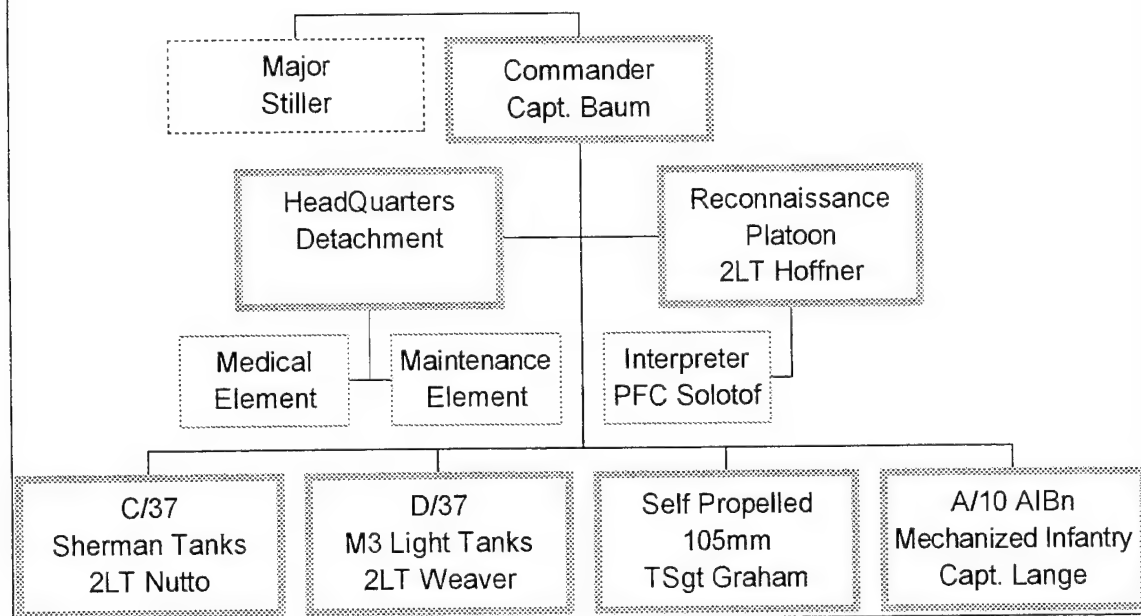 Major
Stiller
Commander
Capt. Baum
HeadQuarters
Detachment
Reconnaissance
Platoon
2LT Hoffner
Medical
Element
Maintenance
Element
Interpreter
PFC Solotof
C/37
Sherman Tanks
2LT Nutto
D/37
M3 Light Tanks
2LT Weaver
Self Propelled
105mm
TSgt Graham
A/10 AIBn
Mechanized Infantry
Capt. Lange